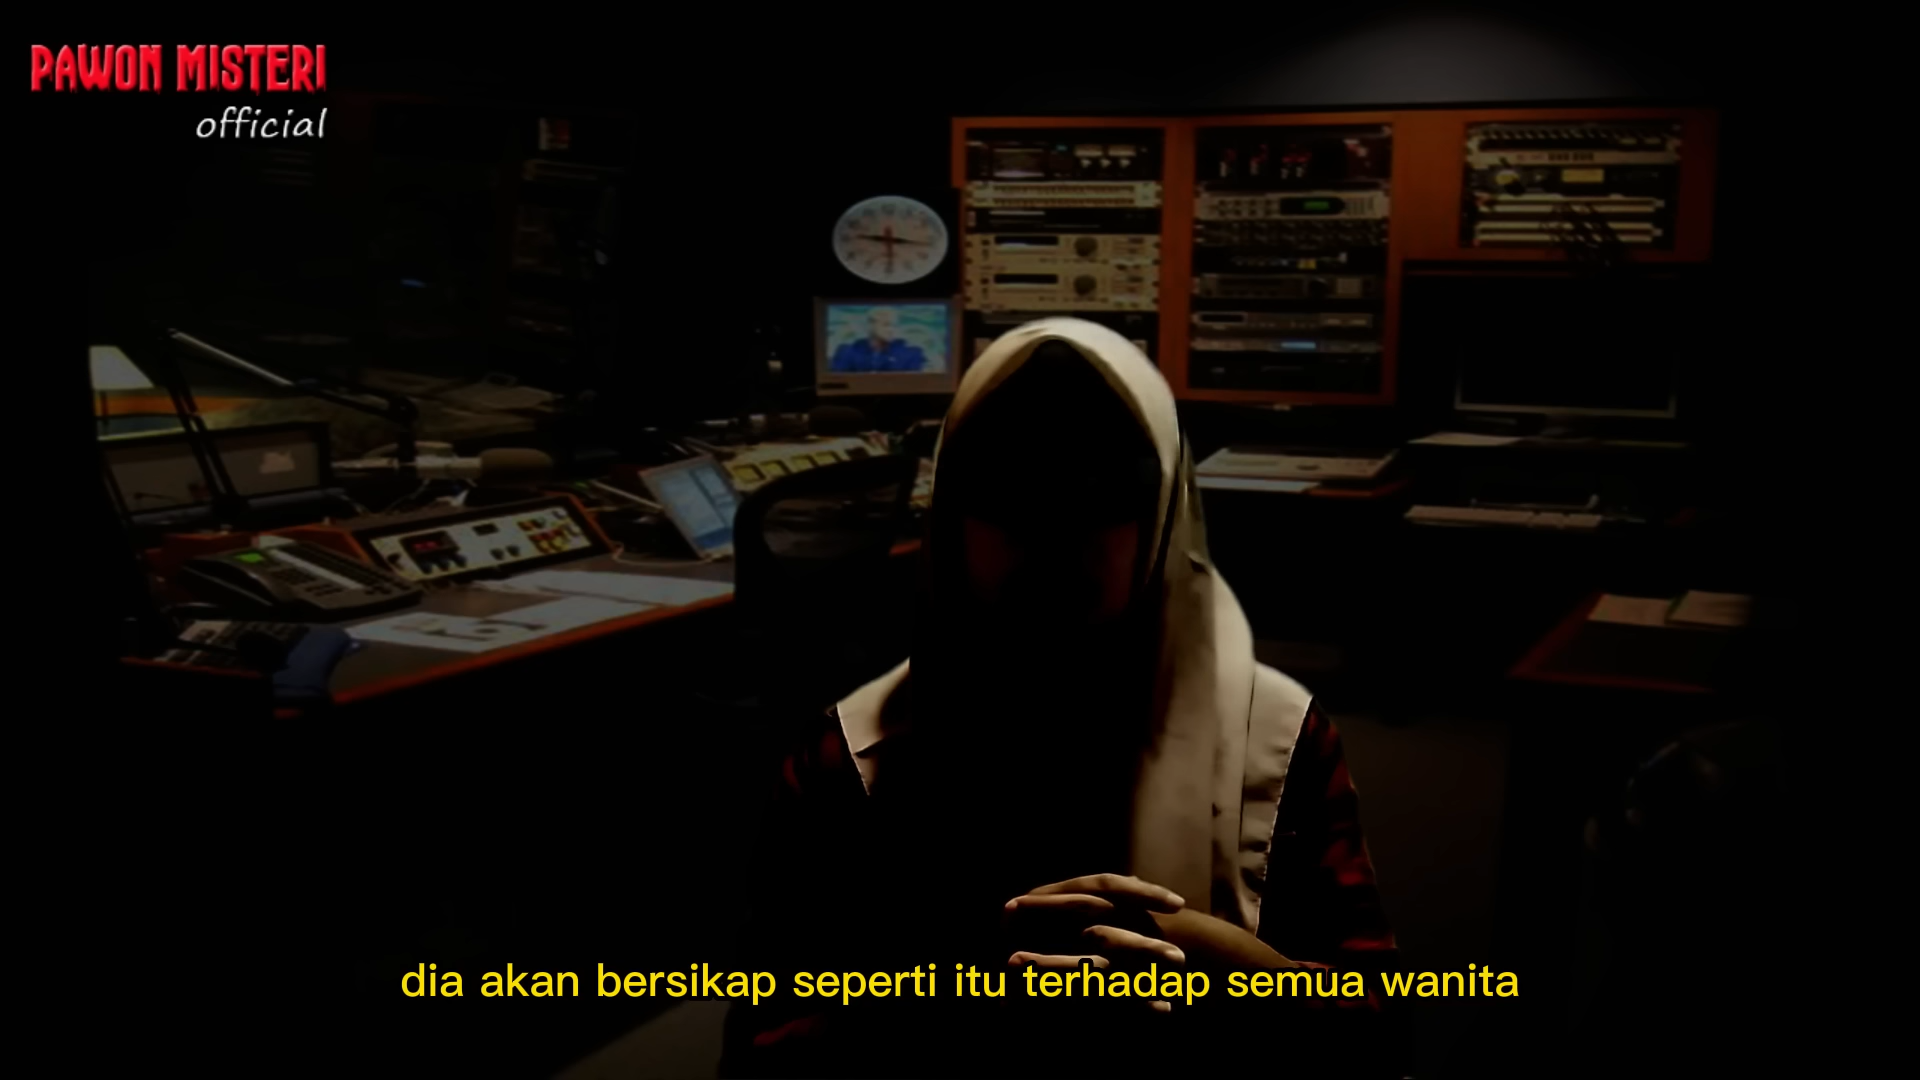 PAWON MISTERI
official
dia akan bersikap seperti itu terhadap semua wanita